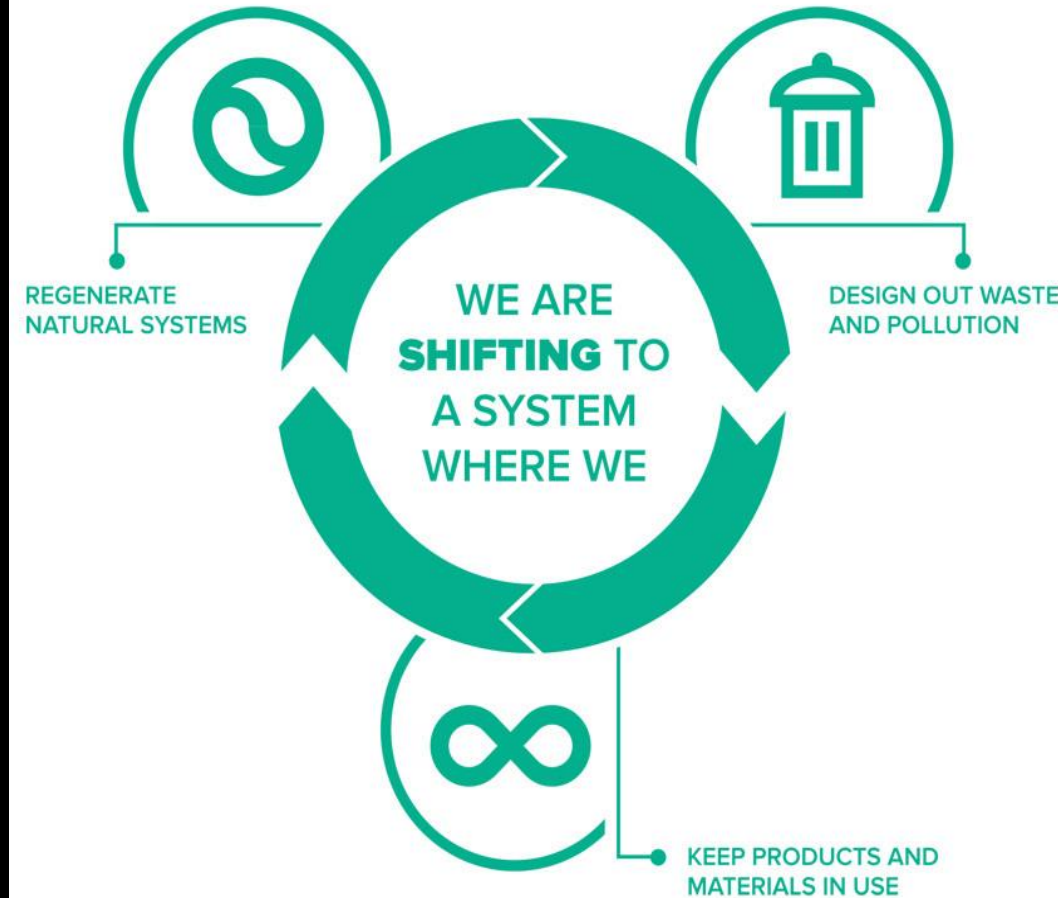 REGENERATE
NATURAL SYSTEMS
WE ARE
SHIFTING TO
A SYSTEM
WHERE WE
DESIGN OUT WASTE
AND POLLUTION
KEEP PRODUCTS AND
MATERIALS IN USE